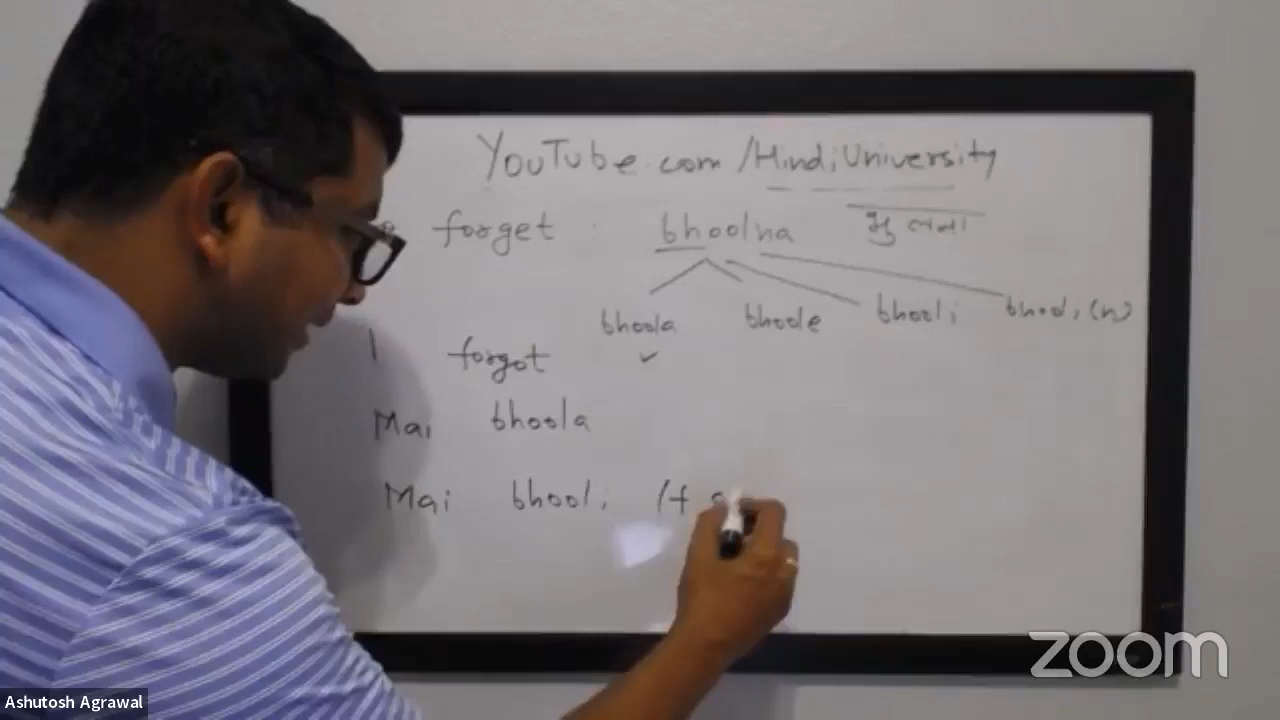 YouTube.com/HindiUniversity
forget : bhoolna भुलना
bhoola bhoole bhooli bhooli(n)
I forgot
Mai bhoola
Mai bhooli (f
zoom
Ashutosh Agrawal